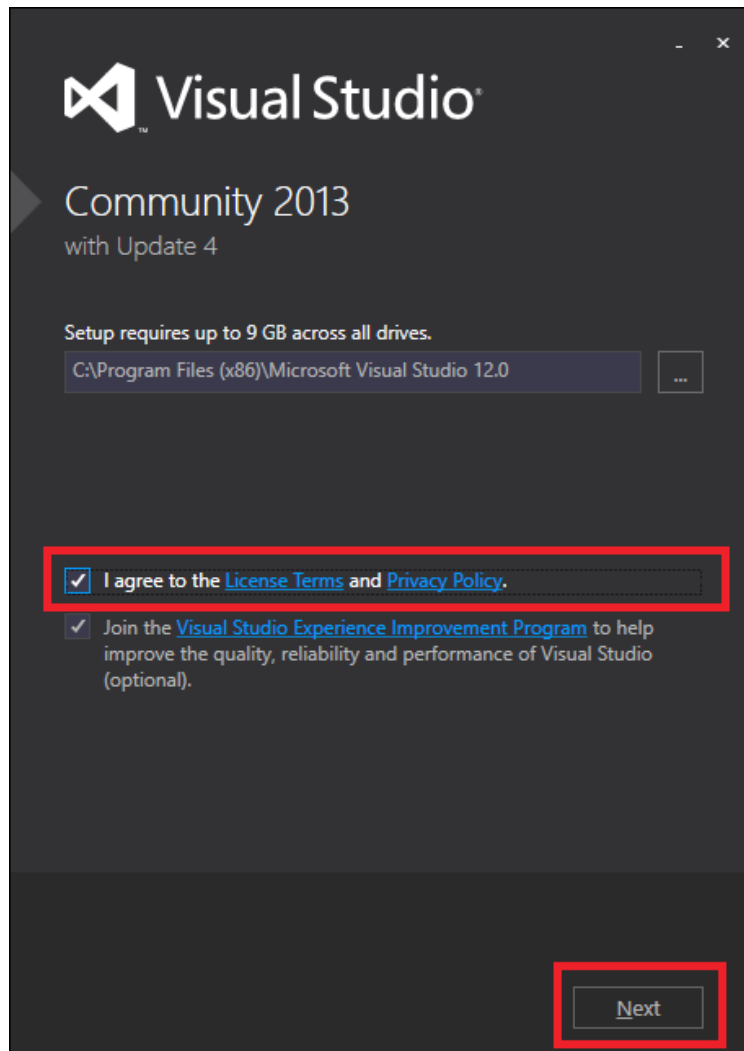 Visual Studio®
™
Community 2013
with Update 4
Setup requires up to 9 GB across all drives.
C:\Program Files (x86)\Microsoft Visual Studio 12.0
...
I agree to the License Terms and Privacy Policy.
Join the Visual Studio Experience Improvement Program to help
improve the quality, reliability and performance of Visual Studio
(optional).
Next